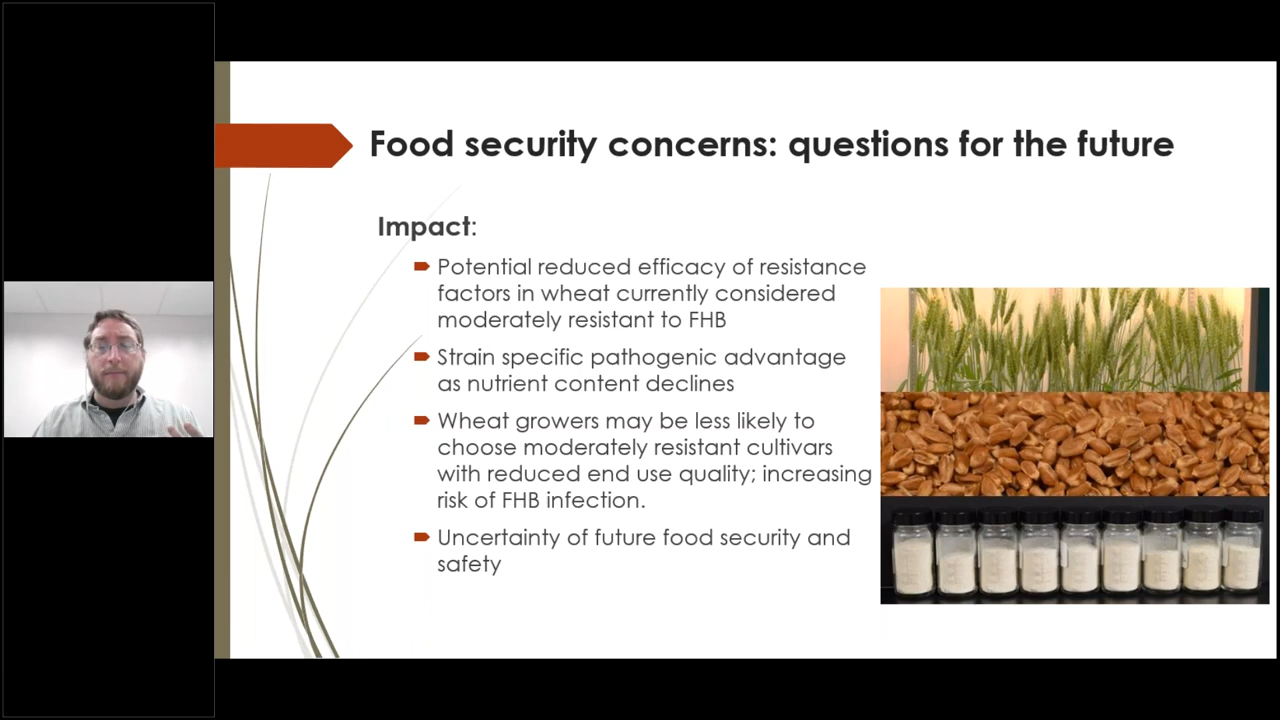 Food security concerns: questions for the future
Impact:
Potential reduced efficacy of resistance
factors in wheat currently considered
moderately resistant to FHB
Strain specific pathogenic advantage
as nutrient content declines
Wheat growers may be less likely to
choose moderately resistant cultivars
with reduced end use quality; increasing
risk of FHB infection.
Uncertainty of future food security and
safety